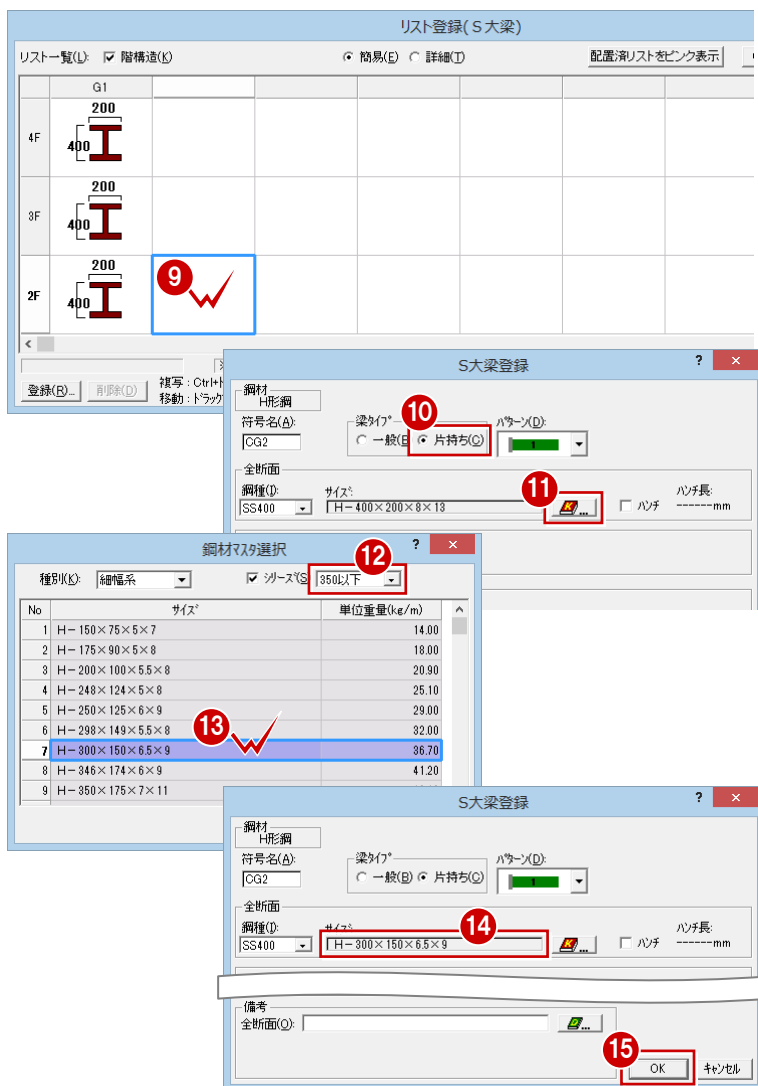 リスト登録(Ｓ大梁)
リスト一覧(L): 階構造(K) 簡易(E) 詳細(T) 配置済リストをピンク表示
G1
4F 200 400
3F 200 400
2F 200 400 9
登録(R)... 削除(D)
複写 : Ctrl+ド
移動 : ドラッグ
S大梁登録 ? ×
鋼材
H形鋼 10
符号名(A): 梁ﾀｲﾌﾟ ﾊﾟﾀｰﾝ(D):
CG2 一般(B 片持ち(C) 1
全断面 11
鋼種(I): ｻｲｽﾞ: ﾊﾝﾁ長:
SS400 H－400×200×8×13 ... ﾊﾝﾁ ------mm
鋼材ﾏｽﾀ選択 12 ? ×
種別(K): 細幅系 ｼﾘｰｽﾞ(S 350以下
No ｻｲｽﾞ 単位重量(kg/m)
1 H－150×75×5×7 14.00
2 H－175×90×5×8 18.00
3 H－200×100×5.5×8 20.90
4 H－248×124×5×8 25.10
5 H－250×125×6×9 29.00
6 H－298×149×5.5×8 13 32.00
7 H－300×150×6.5×9 36.70
8 H－346×174×6×9 41.20
9 H－350×175×7×11
S大梁登録 ? ×
鋼材
H形鋼
符号名(A): 梁ﾀｲﾌﾟ ﾊﾟﾀｰﾝ(D):
CG2 一般(B) 片持ち(C) 1
全断面
鋼種(I): ｻｲｽﾞ: 14 ﾊﾝﾁ長:
SS400 H－300×150×6.5×9 ... ﾊﾝﾁ ------mm
備考
全断面(O): ...
15
OK ｷｬﾝｾﾙ